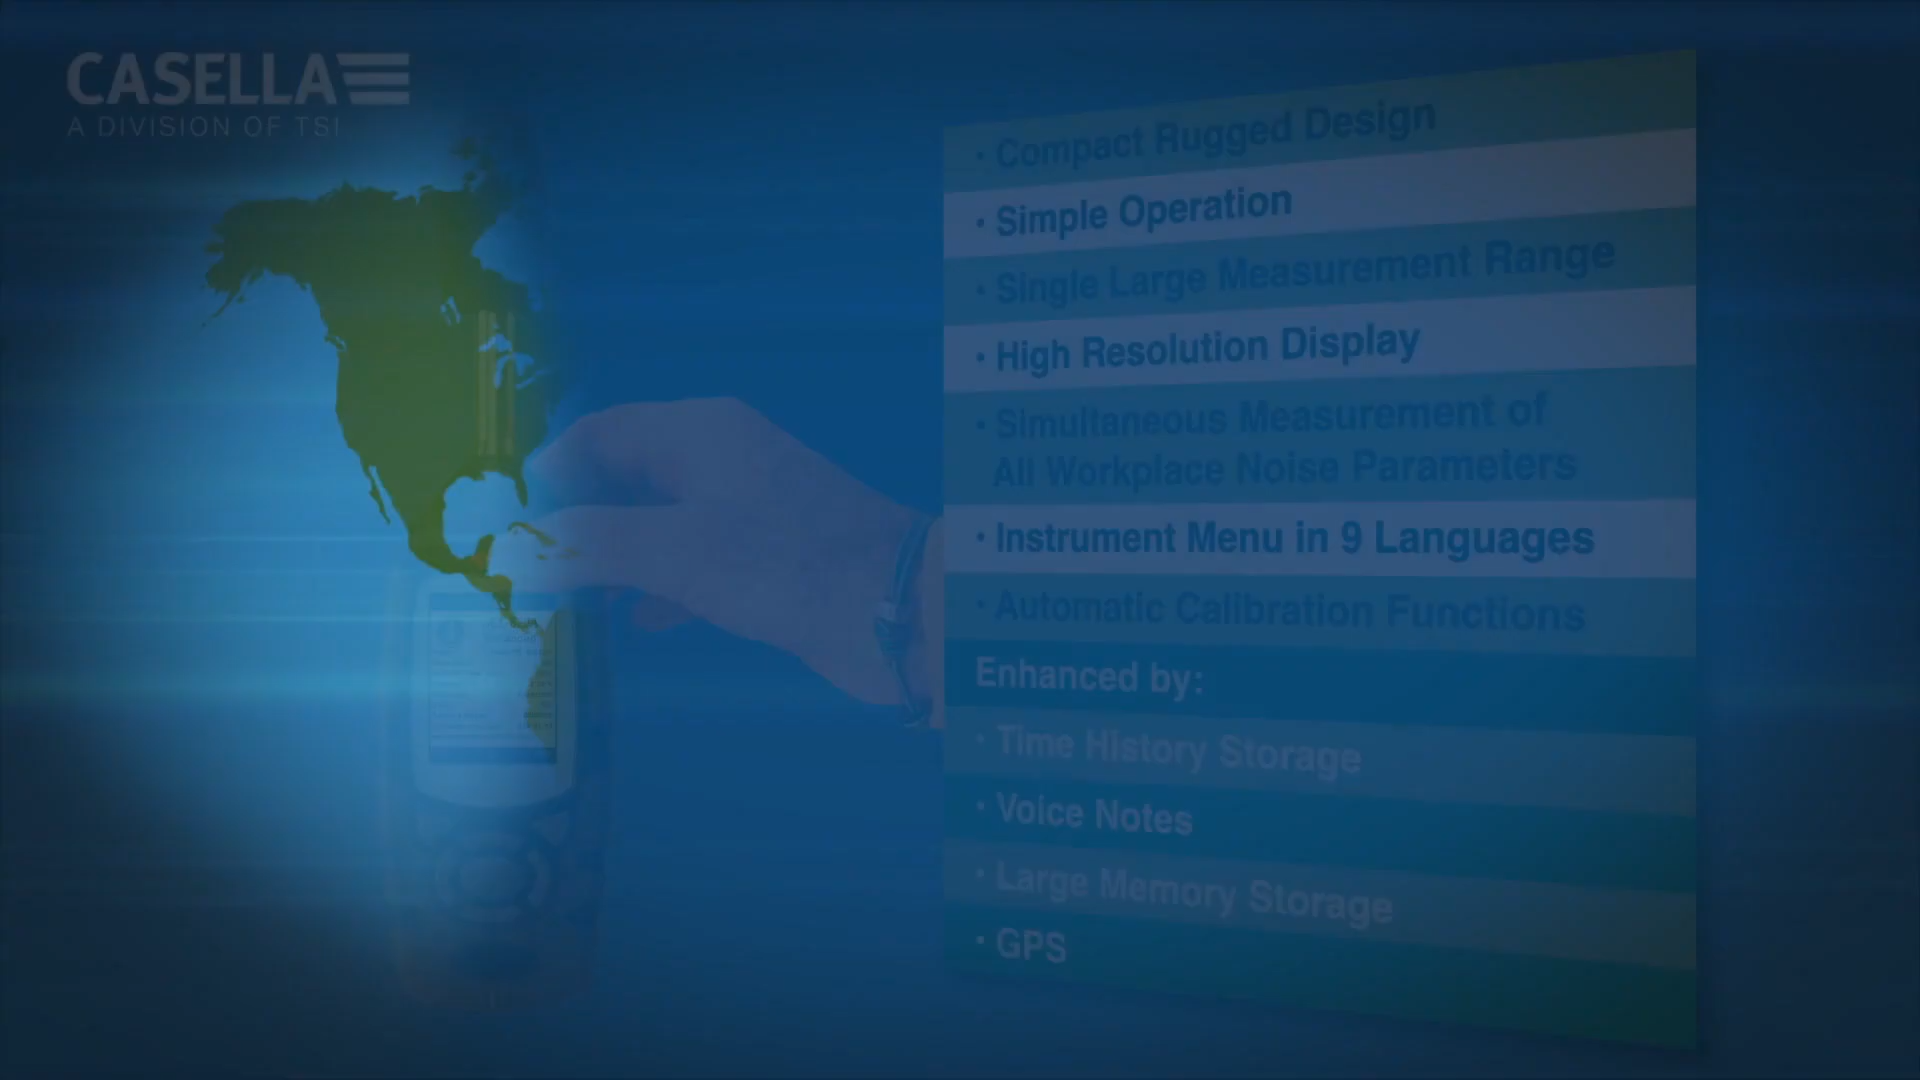 CASELLA
A DIVISION OF TSI
· Compact Rugged Design
· Simple Operation
· Single Large Measurement Range
· High Resolution Display
· Simultaneous Measurement of
All Workplace Noise Parameters
· Instrument Menu in 9 Languages
· Automatic Calibration Functions
Enhanced by:
· Time History Storage
· Voice Notes
· Large Memory Storage
· GPS